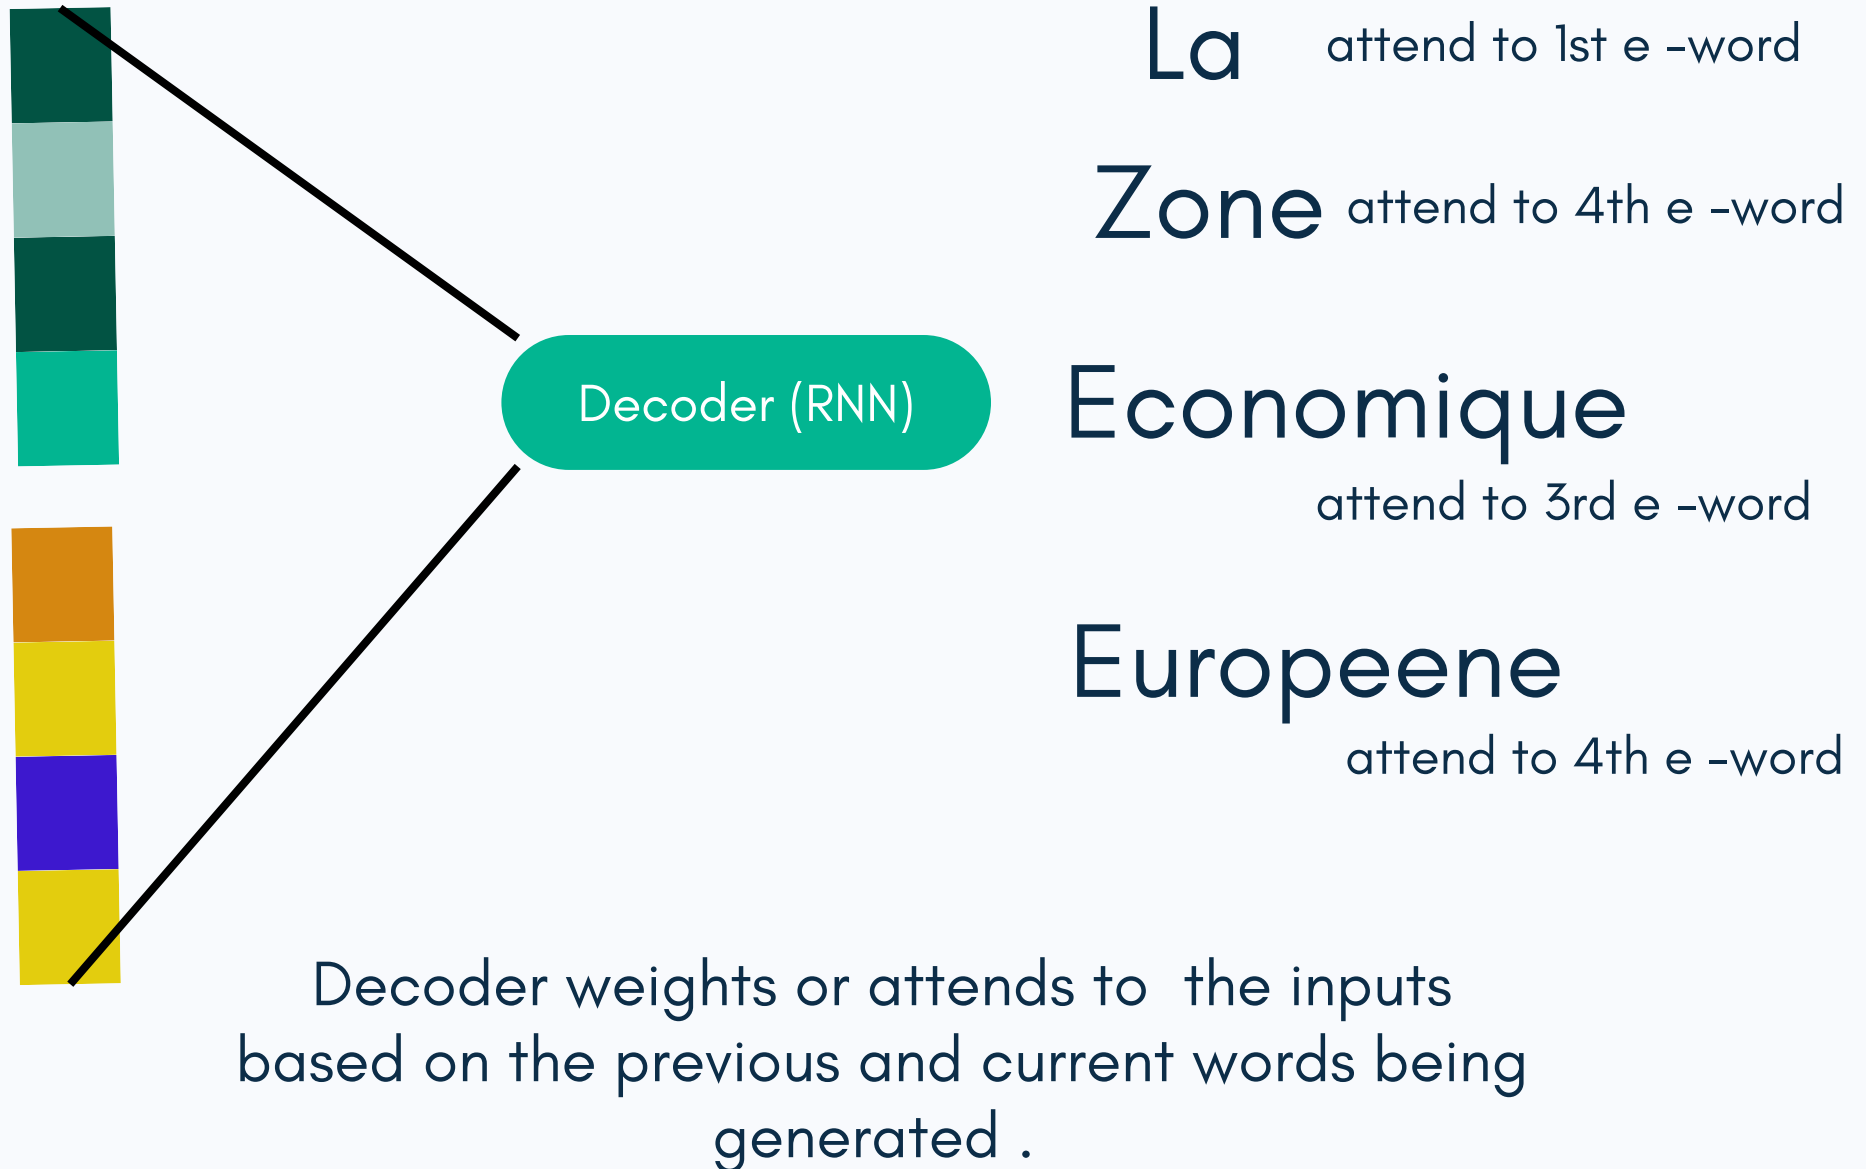 La attend to 1st e -word
Zone attend to 4th e -word
Decoder (RNN)
Economique
attend to 3rd e -word
Europeene
attend to 4th e -word
Decoder weights or attends to the inputs
based on the previous and current words being
generated .